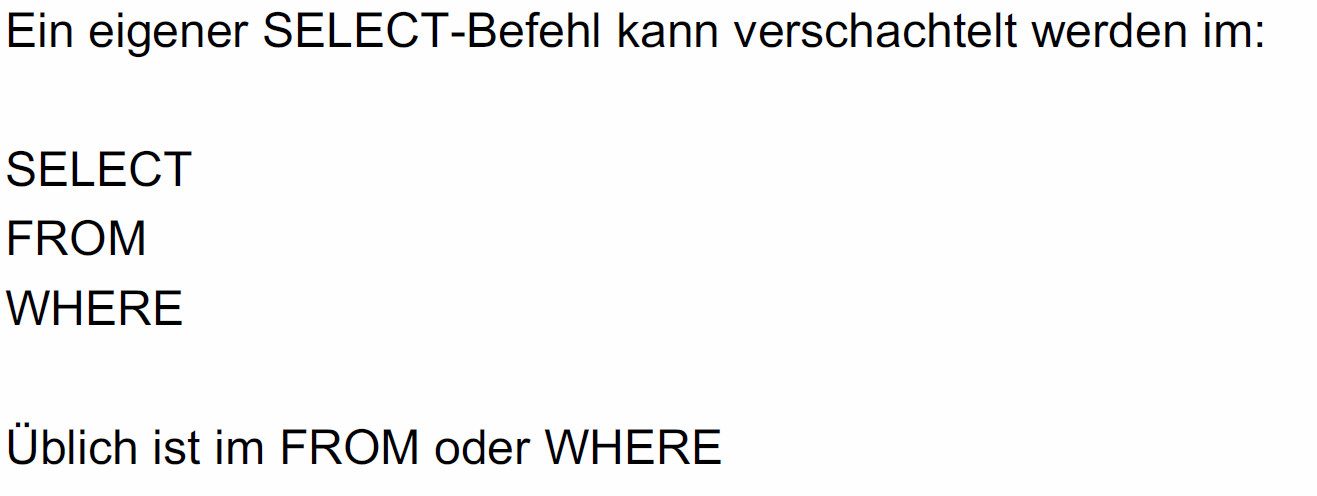 Ein eigener SELECT-Befehl kann verschachtelt werden im:
SELECT
FROM
WHERE
Üblich ist im FROM oder WHERE